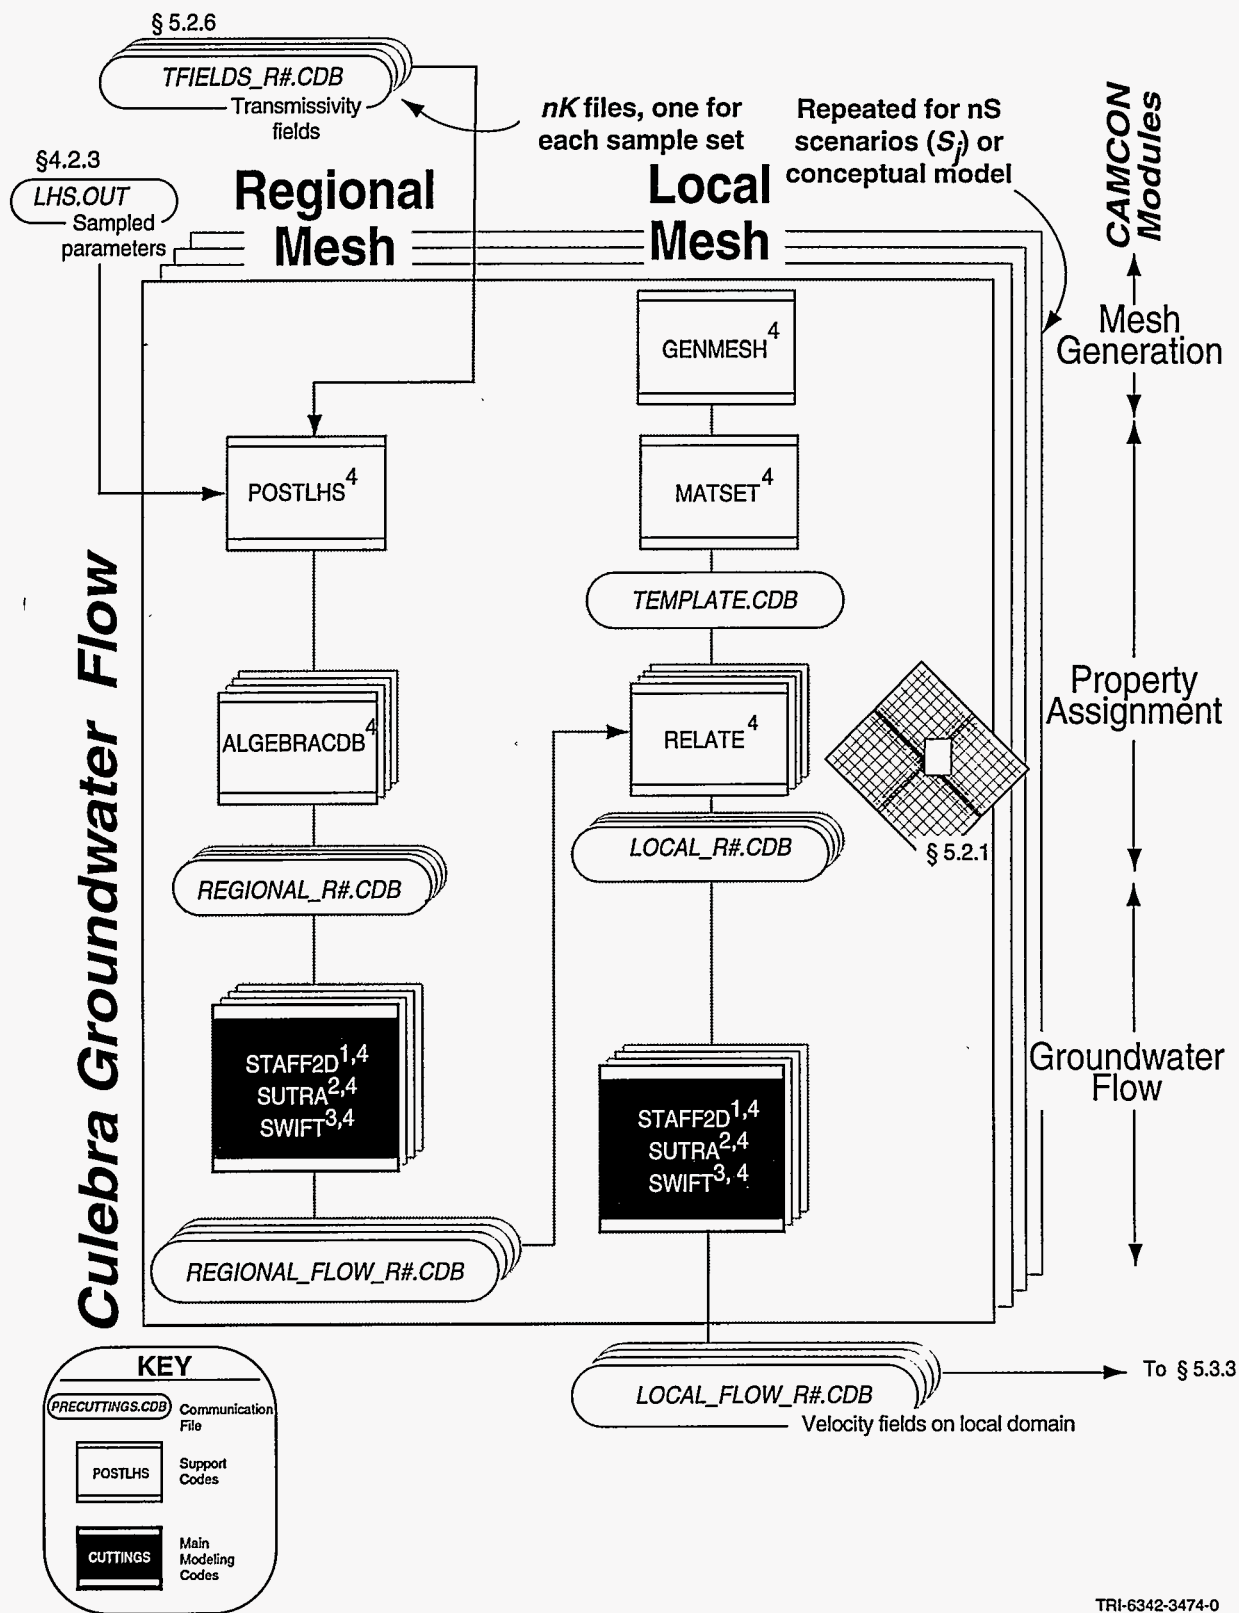 § 5.2.6
TFIELDS_R#.CDB
Transmissivity
fields
nK files, one for
each sample set
Repeated for nS
scenarios (Sj) or
conceptual model
CAMCON
Modules
§4.2.3
LHS.OUT
Sampled
parameters
Regional
Mesh
Local
Mesh
Mesh
Generation
GENMESH4
POSTLHS4
MATSET4
TEMPLATE.CDB
Property
Assignment
ALGEBRACDB4
RELATE4
§ 5.2.1
LOCAL_R#.CDB
REGIONAL_R#.CDB
Culebra Groundwater Flow
Groundwater
Flow
STAFF2D1,4
SUTRA2,4
SWIFT3,4
STAFF2D1,4
SUTRA2,4
SWIFT3, 4
REGIONAL_FLOW_R#.CDB
LOCAL_FLOW_R#.CDB
Velocity fields on local domain
To § 5.3.3
KEY
PRECUTTINGS.CDB
Communication
File
POSTLHS
Support
Codes
CUTTINGS
Main
Modeling
Codes
TRI-6342-3474-0